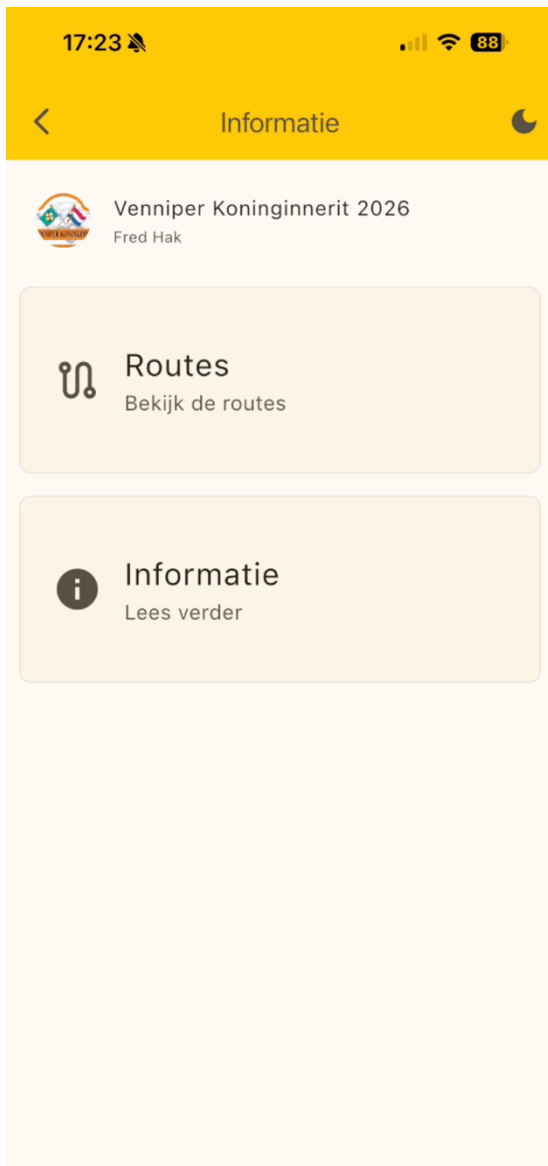 17:23
88
Informatie
Venniper Koninginnerit 2026
Fred Hak
Routes
Bekijk de routes
Informatie
Lees verder